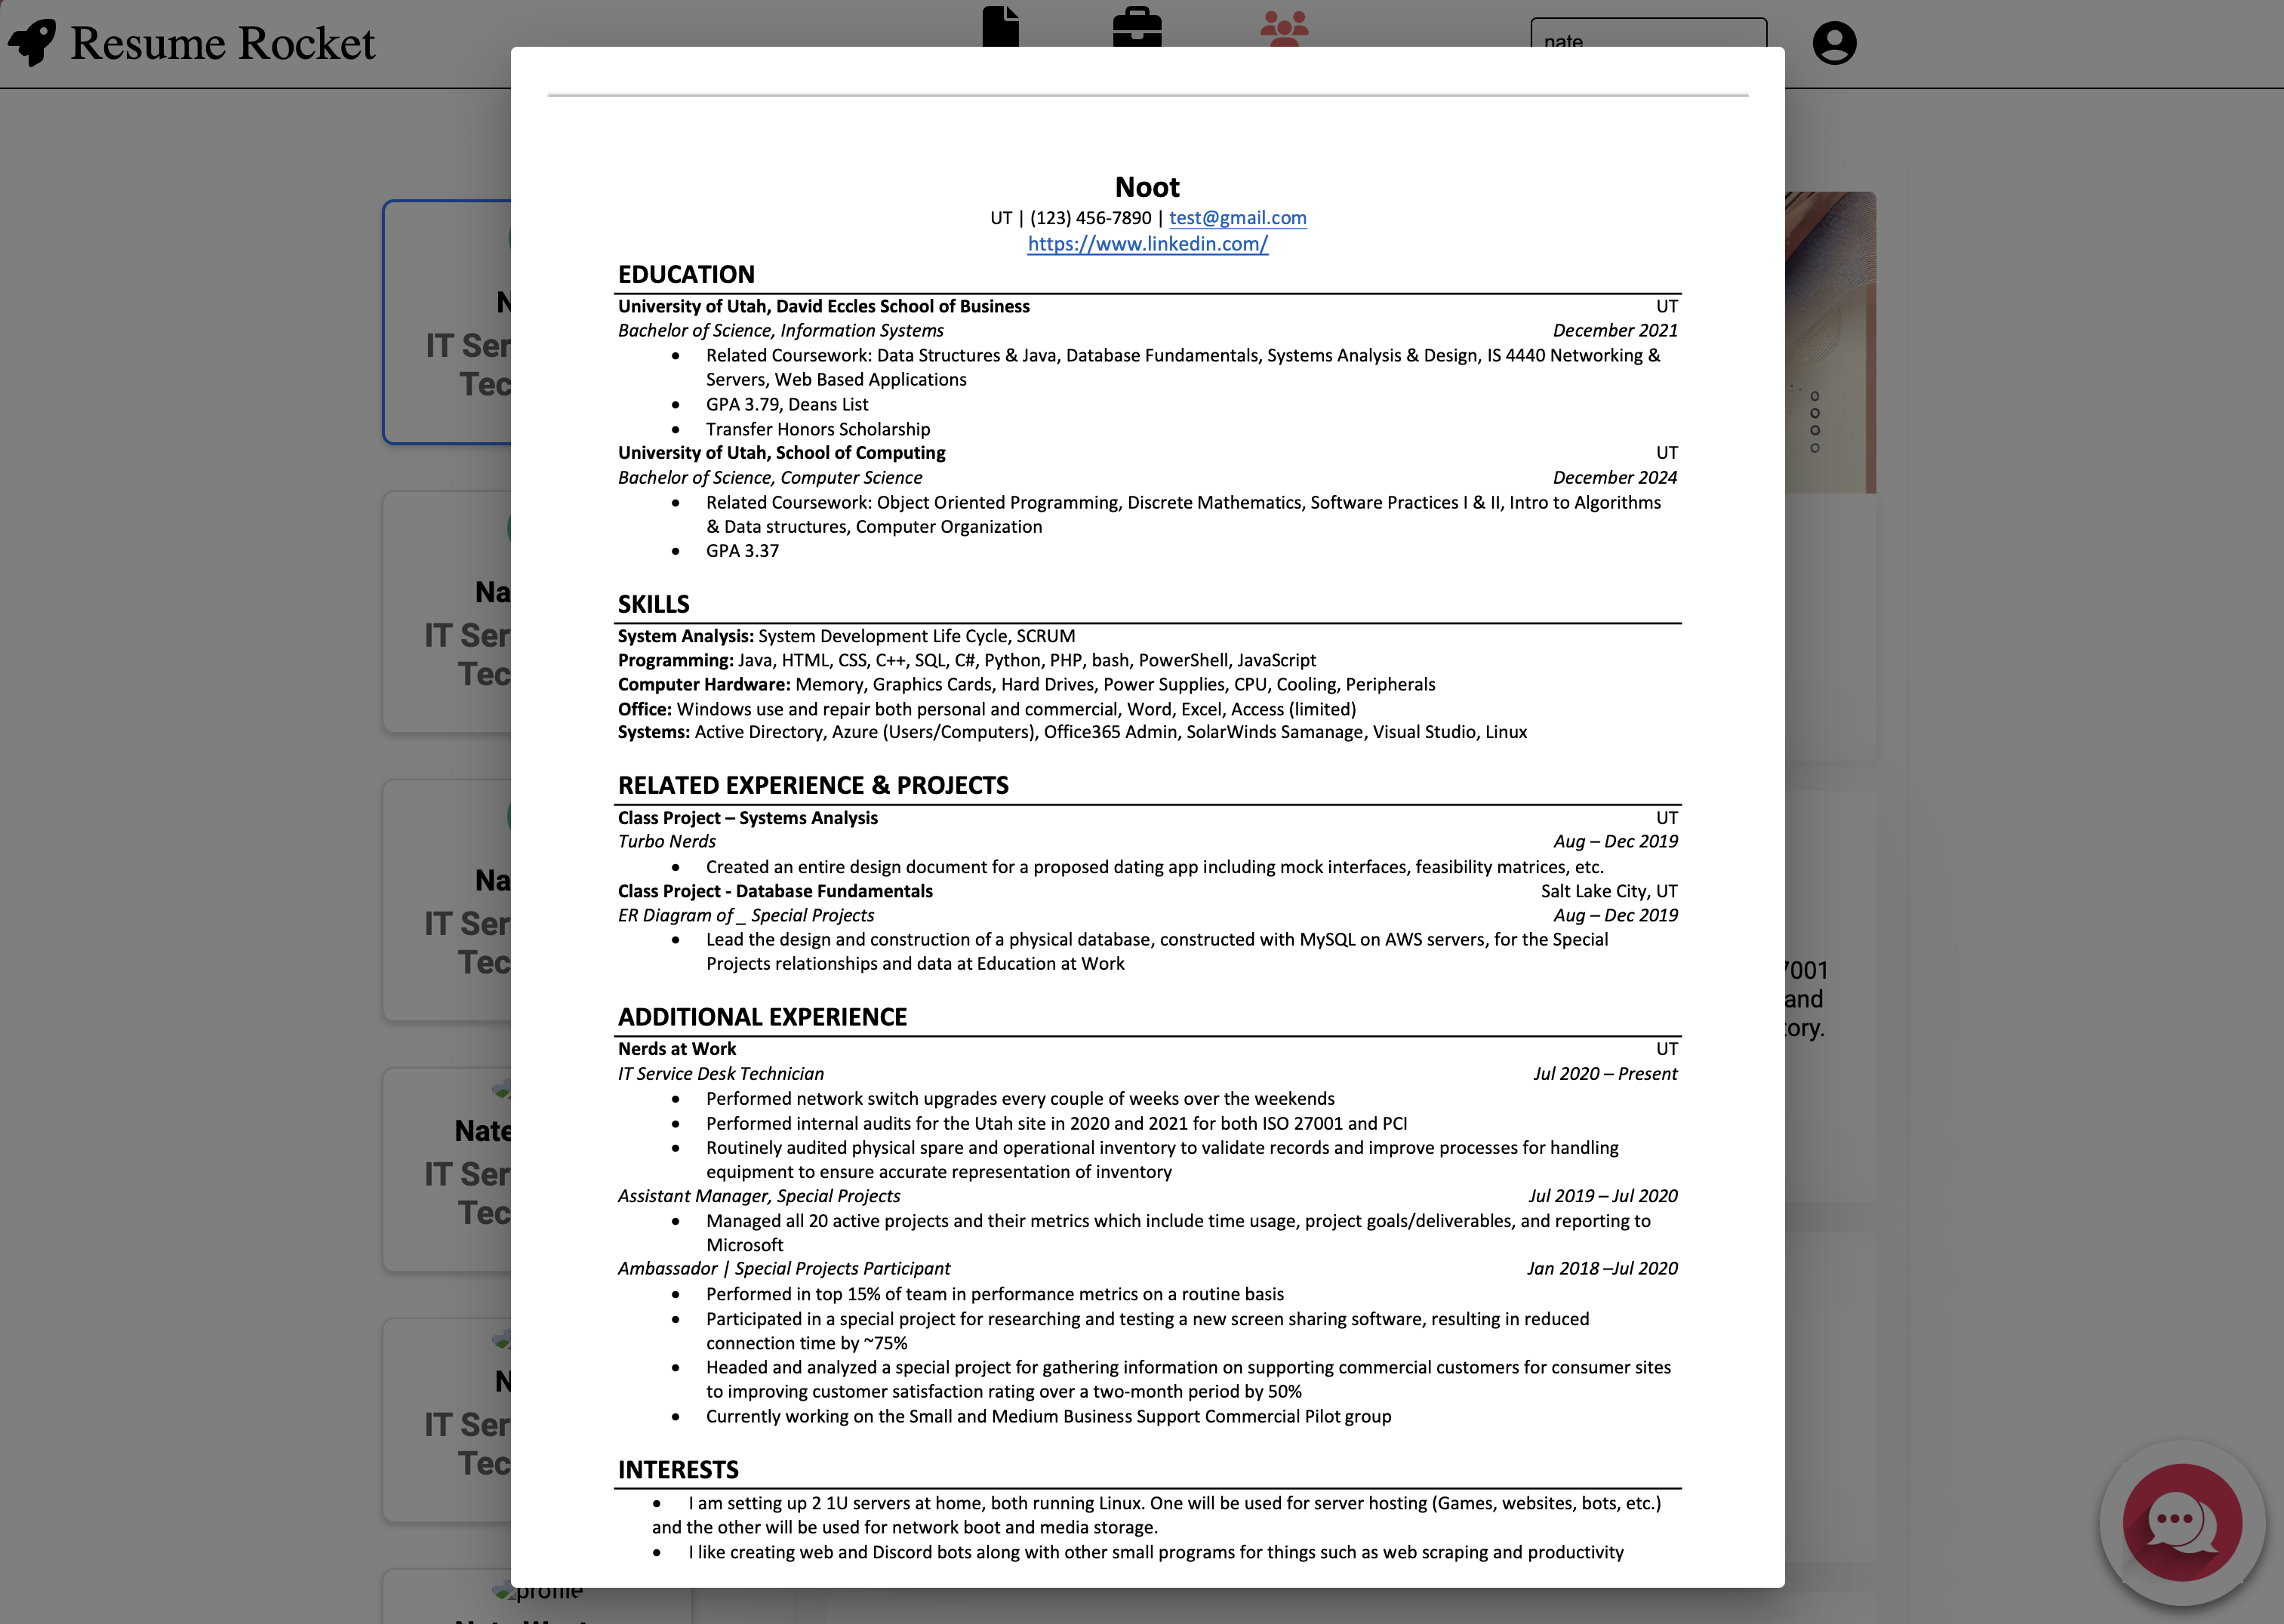 Resume Rocket
nate
Noot
UT | (123) 456-7890 | test@gmail.com
https://www.linkedin.com/
EDUCATION
University of Utah, David Eccles School of Business UT
Bachelor of Science, Information Systems December 2021
• Related Coursework: Data Structures & Java, Database Fundamentals, Systems Analysis & Design, IS 4440 Networking &
Servers, Web Based Applications
• GPA 3.79, Deans List
• Transfer Honors Scholarship
University of Utah, School of Computing UT
Bachelor of Science, Computer Science December 2024
• Related Coursework: Object Oriented Programming, Discrete Mathematics, Software Practices I & II, Intro to Algorithms
& Data structures, Computer Organization
• GPA 3.37
SKILLS
System Analysis: System Development Life Cycle, SCRUM
Programming: Java, HTML, CSS, C++, SQL, C#, Python, PHP, bash, PowerShell, JavaScript
Computer Hardware: Memory, Graphics Cards, Hard Drives, Power Supplies, CPU, Cooling, Peripherals
Office: Windows use and repair both personal and commercial, Word, Excel, Access (limited)
Systems: Active Directory, Azure (Users/Computers), Office365 Admin, SolarWinds Samanage, Visual Studio, Linux
RELATED EXPERIENCE & PROJECTS
Class Project – Systems Analysis UT
Turbo Nerds Aug – Dec 2019
• Created an entire design document for a proposed dating app including mock interfaces, feasibility matrices, etc.
Class Project - Database Fundamentals Salt Lake City, UT
ER Diagram of _ Special Projects Aug – Dec 2019
• Lead the design and construction of a physical database, constructed with MySQL on AWS servers, for the Special
Projects relationships and data at Education at Work
ADDITIONAL EXPERIENCE
Nerds at Work UT
IT Service Desk Technician Jul 2020 – Present
• Performed network switch upgrades every couple of weeks over the weekends
• Performed internal audits for the Utah site in 2020 and 2021 for both ISO 27001 and PCI
• Routinely audited physical spare and operational inventory to validate records and improve processes for handling
equipment to ensure accurate representation of inventory
Assistant Manager, Special Projects Jul 2019 – Jul 2020
• Managed all 20 active projects and their metrics which include time usage, project goals/deliverables, and reporting to
Microsoft
Ambassador | Special Projects Participant Jan 2018 –Jul 2020
• Performed in top 15% of team in performance metrics on a routine basis
• Participated in a special project for researching and testing a new screen sharing software, resulting in reduced
connection time by ~75%
• Headed and analyzed a special project for gathering information on supporting commercial customers for consumer sites
to improving customer satisfaction rating over a two-month period by 50%
• Currently working on the Small and Medium Business Support Commercial Pilot group
INTERESTS
• I am setting up 2 1U servers at home, both running Linux. One will be used for server hosting (Games, websites, bots, etc.)
and the other will be used for network boot and media storage.
• I like creating web and Discord bots along with other small programs for things such as web scraping and productivity
N
IT Ser
Tec
Na
IT Ser
Tec
Na
IT Ser
Tec
Nate
IT Ser
Tec
N
IT Ser
Tec
profile
7001
and
ory.